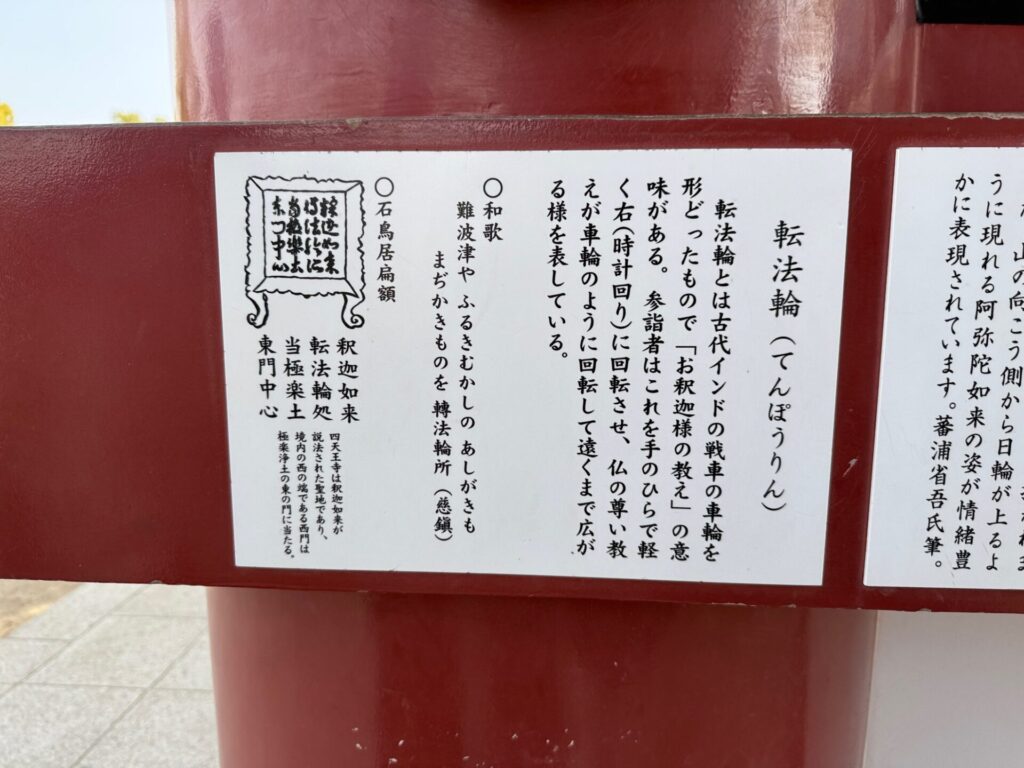 山の向こう側から日輪が上るよ
うに現れる阿弥陀如来の姿が情緒豊
かに表現されています。蕃浦省吾氏筆。
転法輪(てんぽうりん)
転法輪とは古代インドの戦車の車輪を
形どったもので「お釈迦様の教え」の意
味がある。参詣者はこれを手のひらで軽
く右(時計回り)に回転させ、仏の尊い教
えが車輪のように回転して遠くまで広が
る様を表している。
○和歌
難波津や ふるきむかしの あしがきも
まぢかきものを 轉法輪所(慈鎭)
○石鳥居扁額
釈迦如来
転法輪処
当極楽土
東門中心
四天王寺は釈迦如来が
説法された聖地であり、
境内の西の端である西門は
極楽浄土の東の門に当たる。